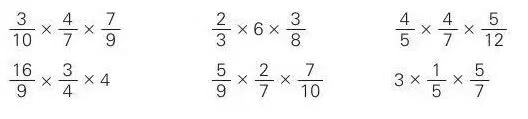 3/10 × 4/7 × 7/9    2/3 × 6 × 3/8    4/5 × 4/7 × 5/12
16/9 × 3/4 × 4    5/9 × 2/7 × 7/10    3 × 1/5 × 5/7